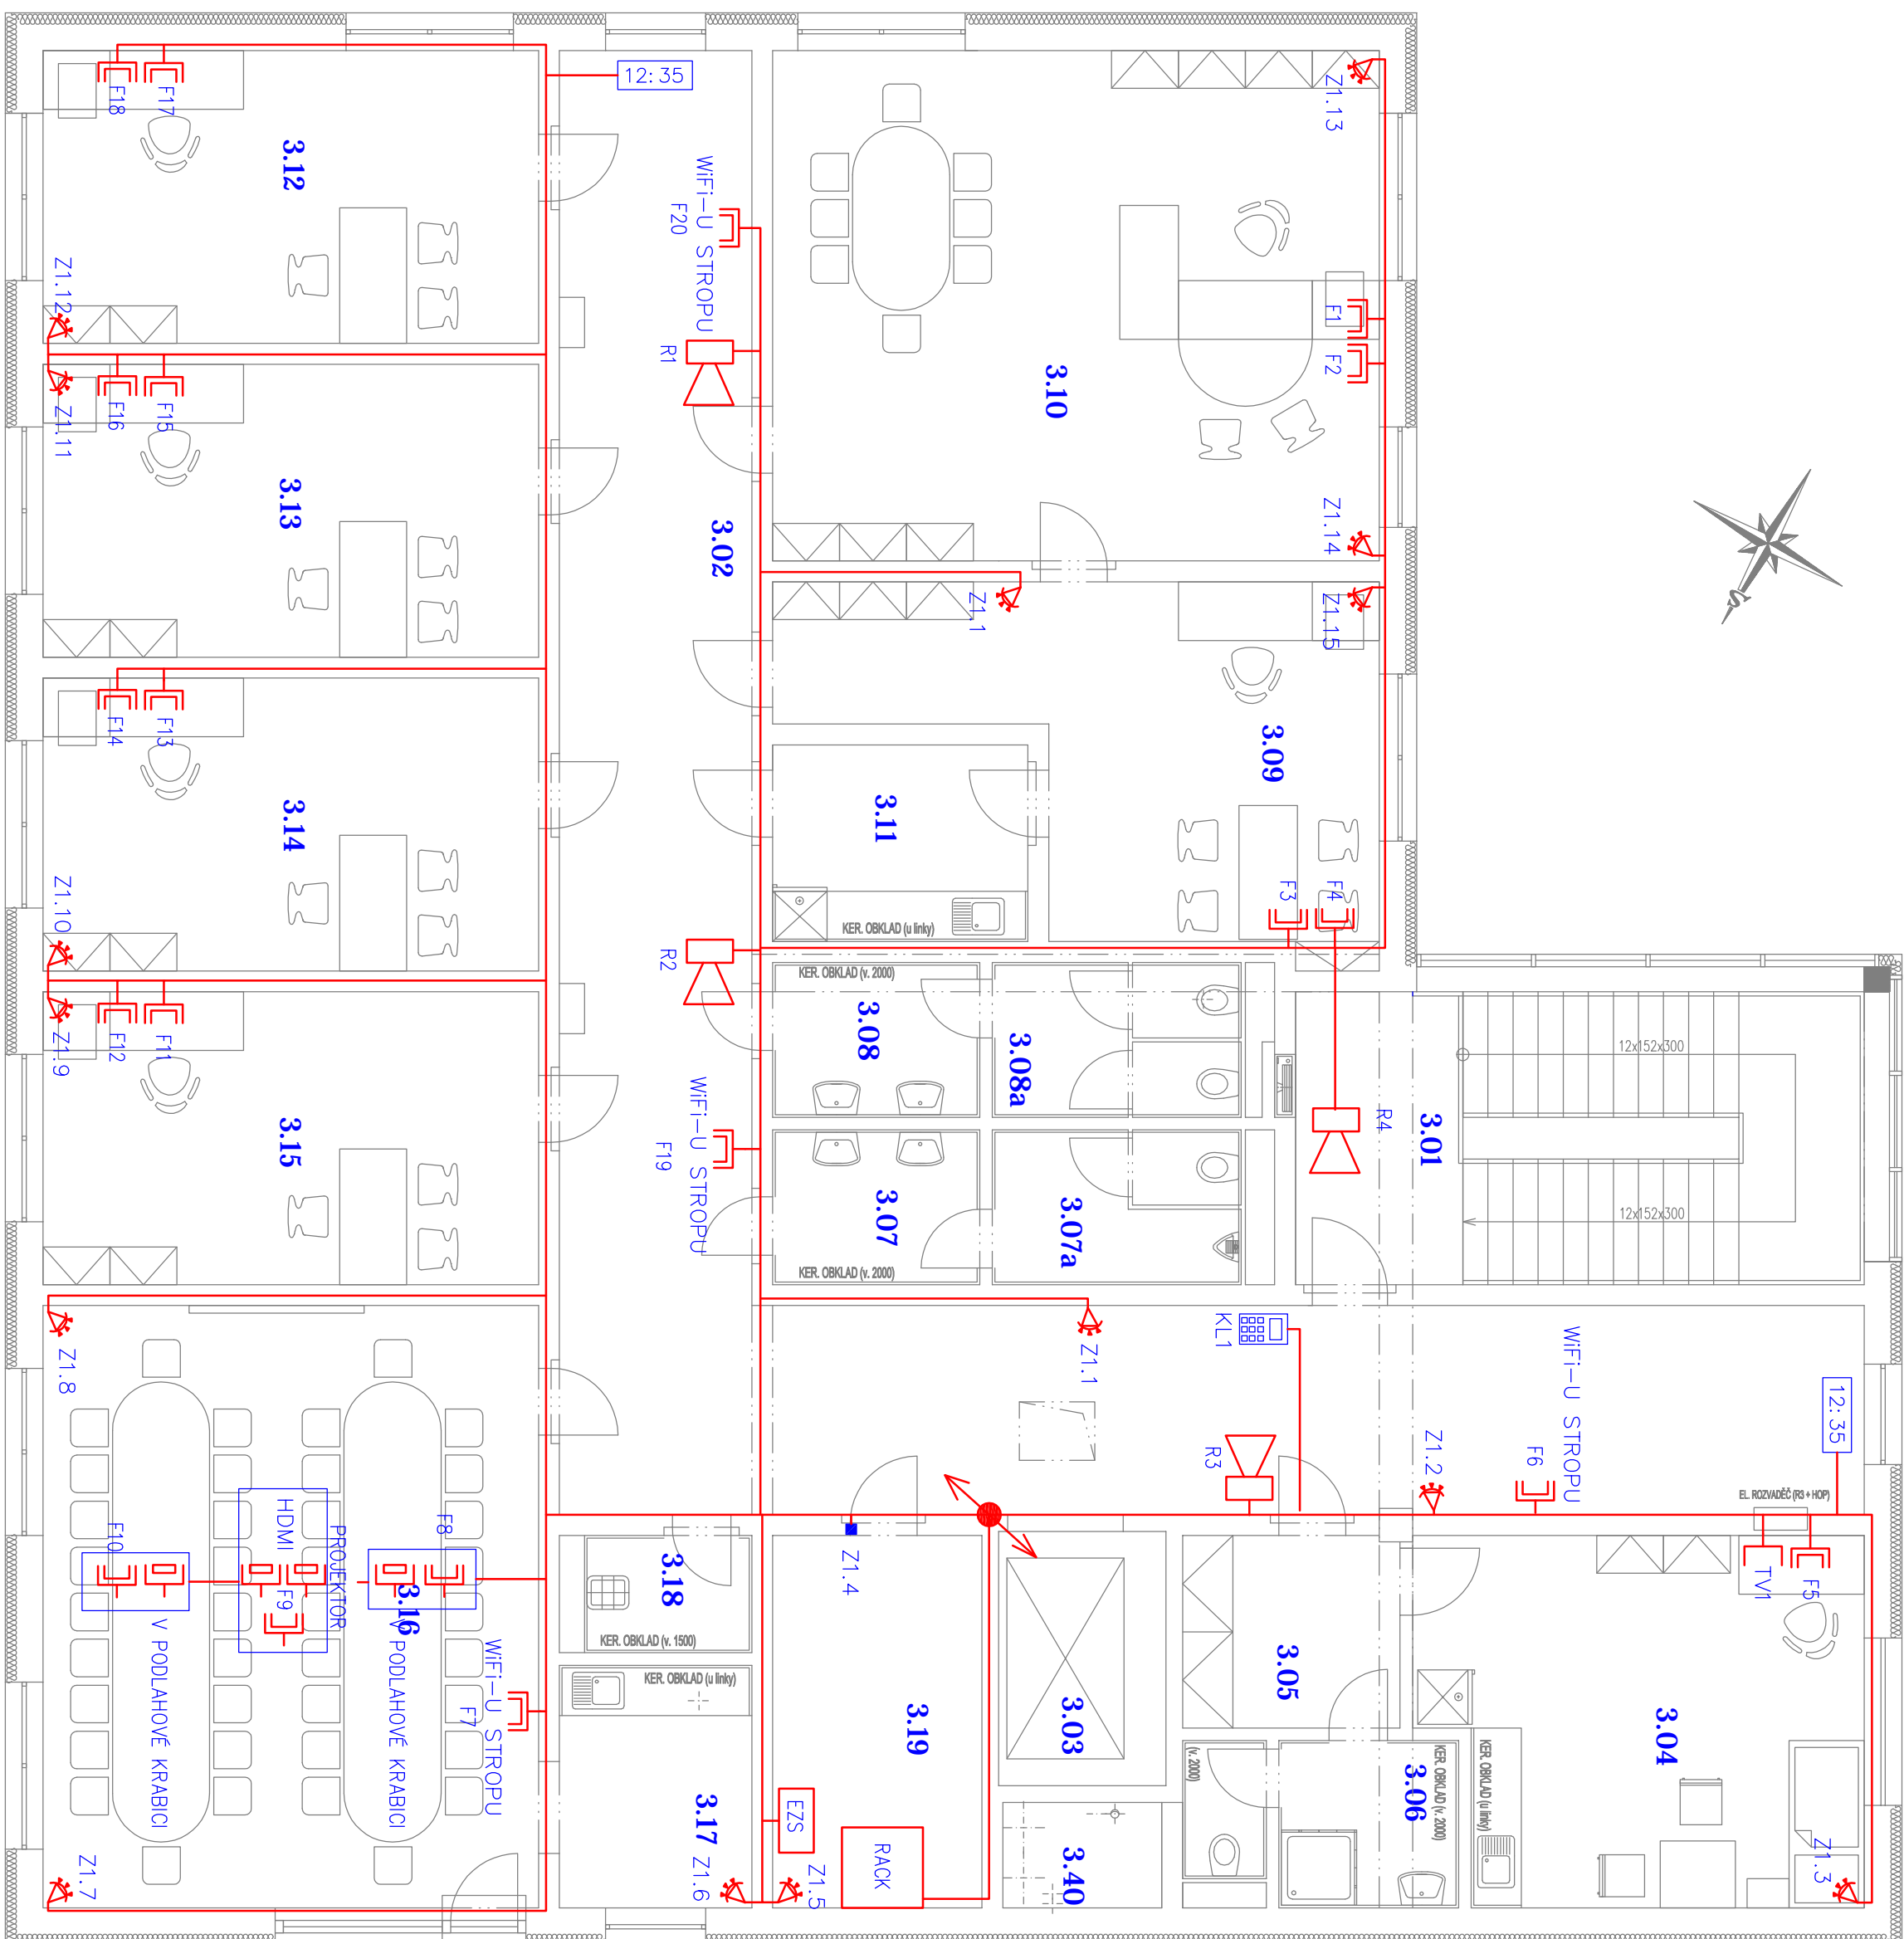 12:35
Z1.13
F18
F17
3.12
WiFi-U STROPU
F20
Z1.12
F1
R1
F2
3.10
F16
F15
Z1.11
3.13
3.02
Z1.14
Z1.1
Z1.15
F14
F13
3.09
3.14
3.11
Z1.10
F3
F4
KER. OBKLAD (u linky)
R2
KER. OBKLAD (v. 2000)
3.08
3.08a
12x152x300
F12
F11
Z1.9
WiFi-U STROPU
F19
R4
3.01
3.15
3.07
3.07a
12x152x300
KER. OBKLAD (v. 2000)
S
KL1
Z1.8
Z1.1
WiFi-U STROPU
12:35
R3
Z1.2
F6
EL. ROZVADĚČ (R3 + HOP)
HDMI
PROJEKTOR
F10
F8
F9
3.16
3.18
Z1.4
TV1
F5
V PODLAHOVÉ KRABICI
V PODLAHOVÉ KRABICI
KER. OBKLAD (v. 1500)
WiFi-U STROPU
F7
KER. OBKLAD (u linky)
3.05
3.19
3.03
3.04
(v. 2000)
KER. OBKLAD (v. 2000)
KER. OBKLAD (u linky)
3.06
3.17
EZS
RACK
3.40
Z1.7
Z1.6
Z1.5
Z1.3